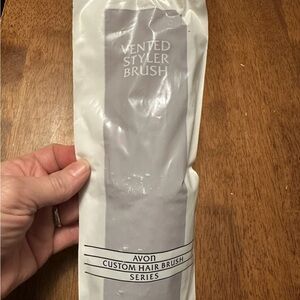 VENTED
STYLER
BRUSH
AVON
CUSTOM HAIR BRUSH
SERIES